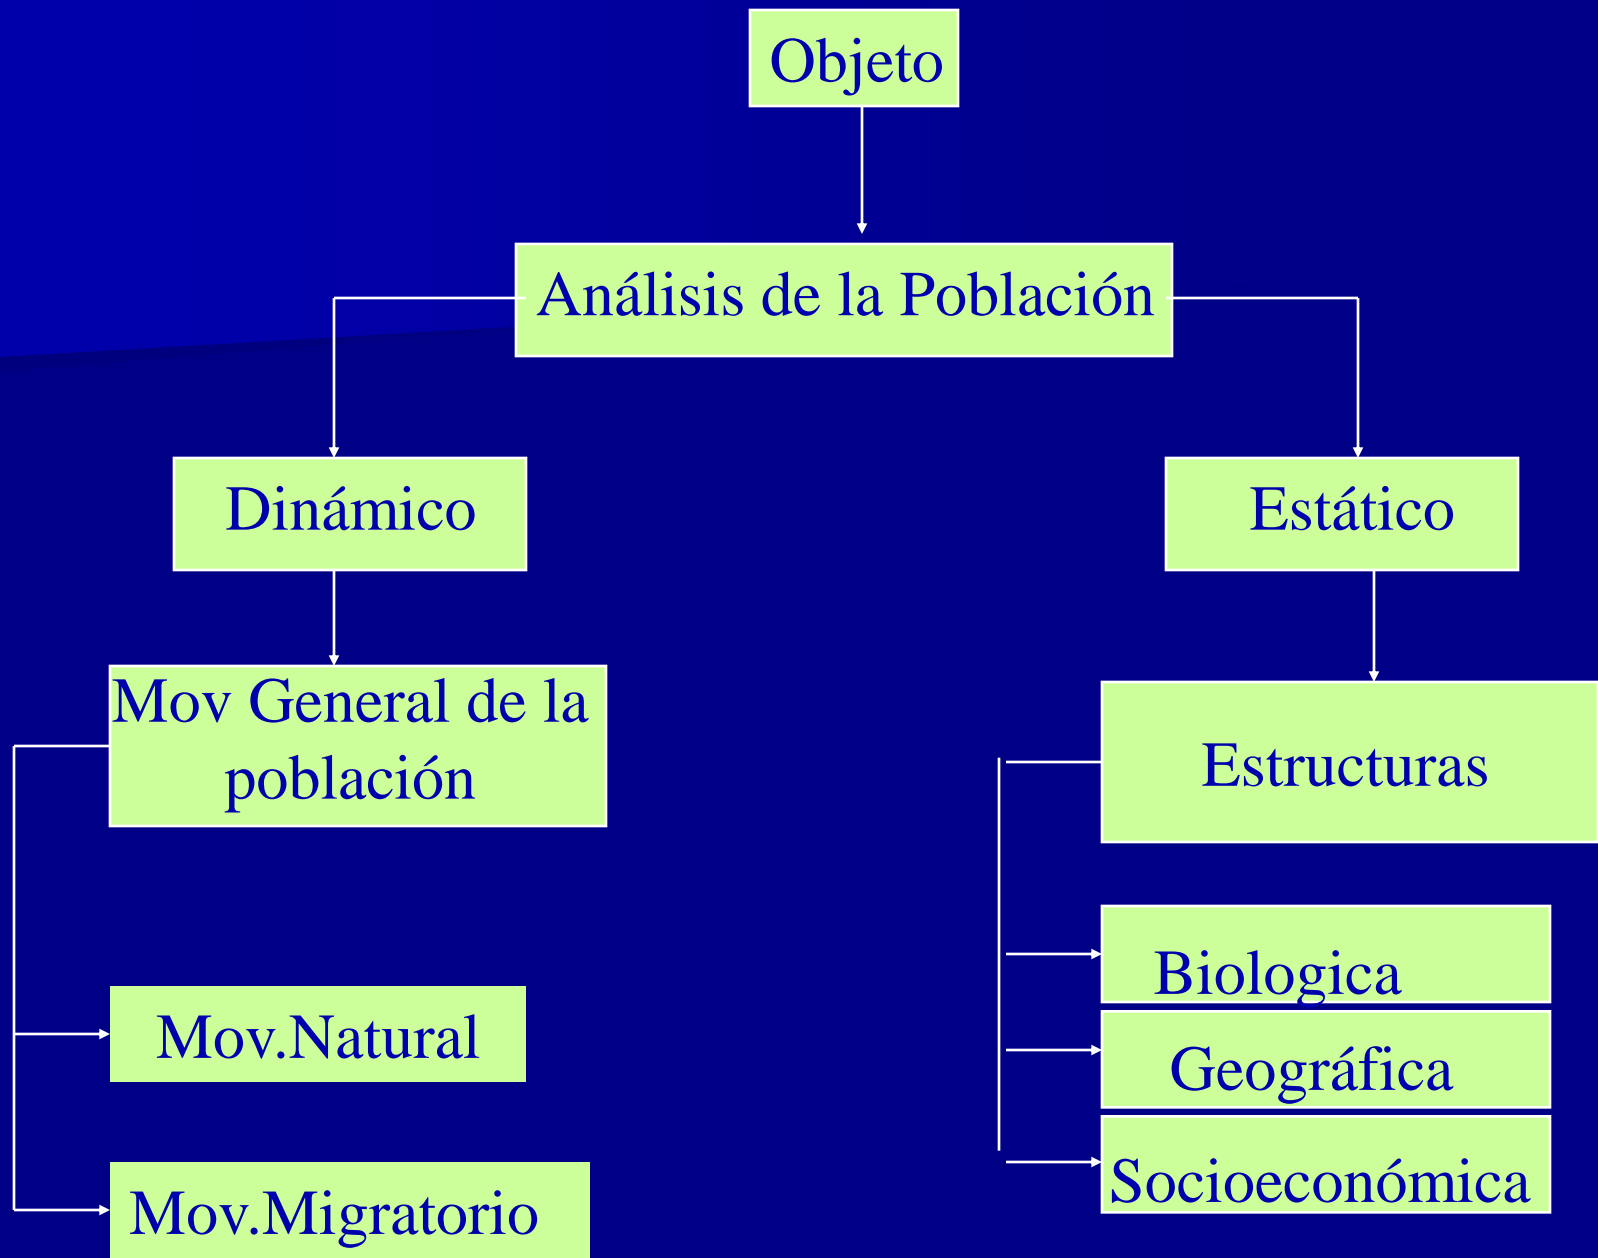 Objeto
Análisis de la Población
Dinámico
Estático
Mov General de la
población
Estructuras
Mov.Natural
Mov.Migratorio
Biologica
Geográfica
Socioeconómica